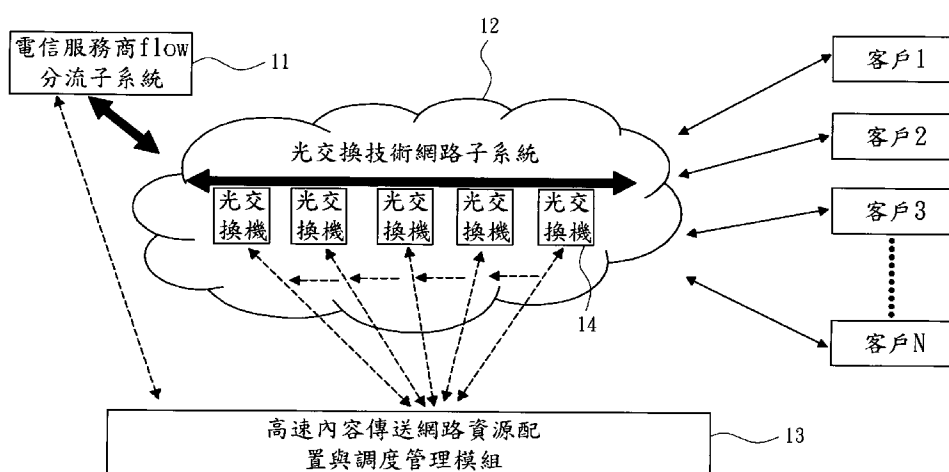 電信服務商flow
分流子系統
11
12
光交換技術網路子系統
光交
換機
光交
換機
光交
換機
光交
換機
光交
換機
14
客戶1
客戶2
客戶3
客戶N
高速內容傳送網路資源配
置與調度管理模組
13